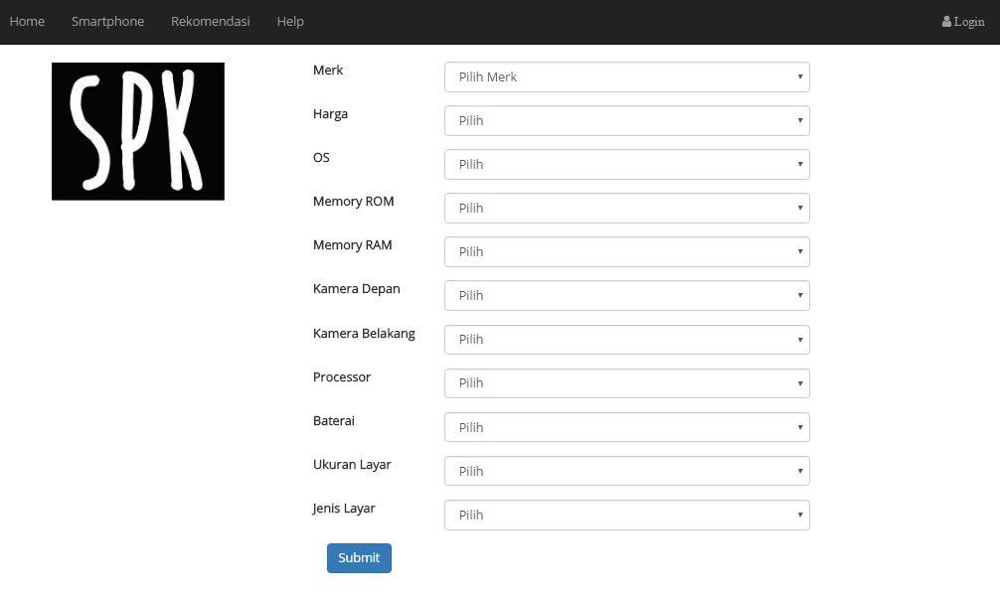 Home Smartphone Rekomendasi Help Login
SPK
Merk Pilih Merk
Harga Pilih
OS Pilih
Memory ROM Pilih
Memory RAM Pilih
Kamera Depan Pilih
Kamera Belakang Pilih
Processor Pilih
Baterai Pilih
Ukuran Layar Pilih
Jenis Layar Pilih
Submit